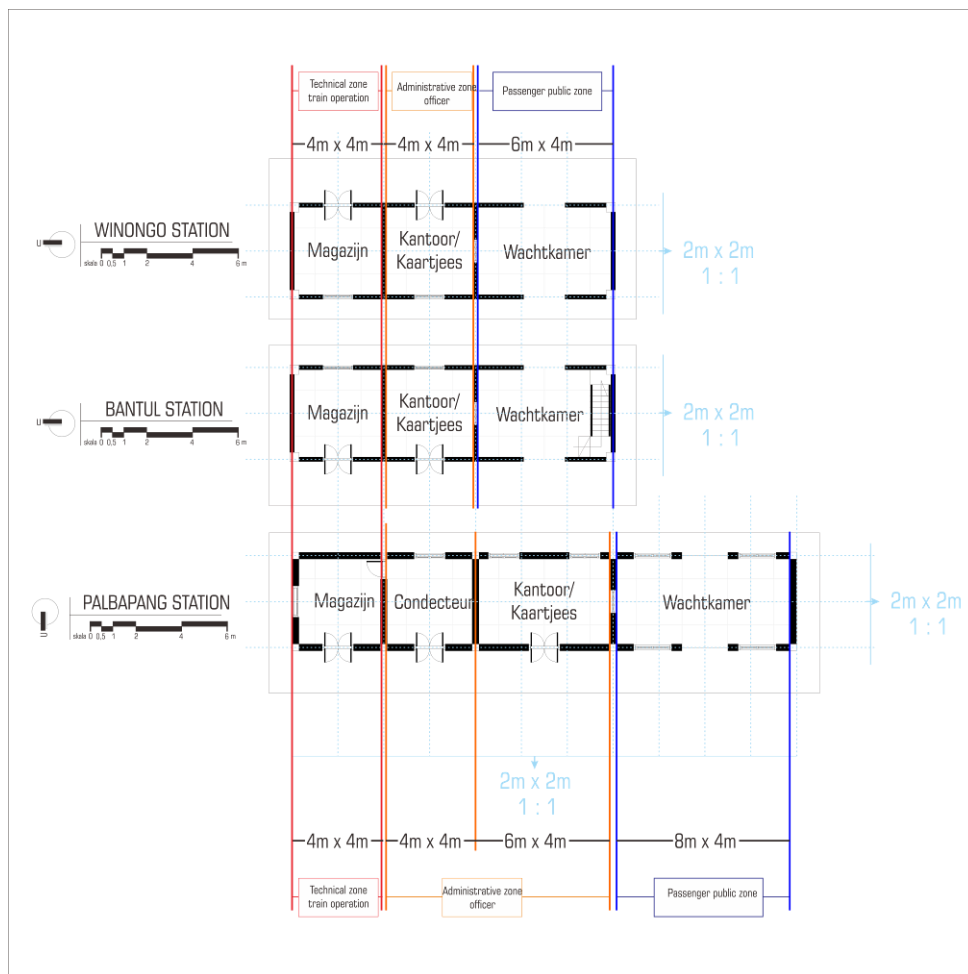 Technical zone
train operation
Administrative zone
officer
Passenger public zone
4m x 4m
4m x 4m
6m x 4m
WINONGO STATION
U
skala 0 0,5 1 2 4 6 m
Magazijn
Kantoor/
Kaartjees
Wachtkamer
2m x 2m
1 : 1
BANTUL STATION
U
skala 0 0,5 1 2 4 6 m
Magazijn
Kantoor/
Kaartjees
Wachtkamer
2m x 2m
1 : 1
PALBAPANG STATION
U
skala 0 0,5 1 2 4 6 m
Magazijn
Condecteur
Kantoor/
Kaartjees
Wachtkamer
2m x 2m
1 : 1
2m x 2m
1 : 1
4m x 4m
4m x 4m
6m x 4m
8m x 4m
Technical zone
train operation
Administrative zone
officer
Passenger public zone